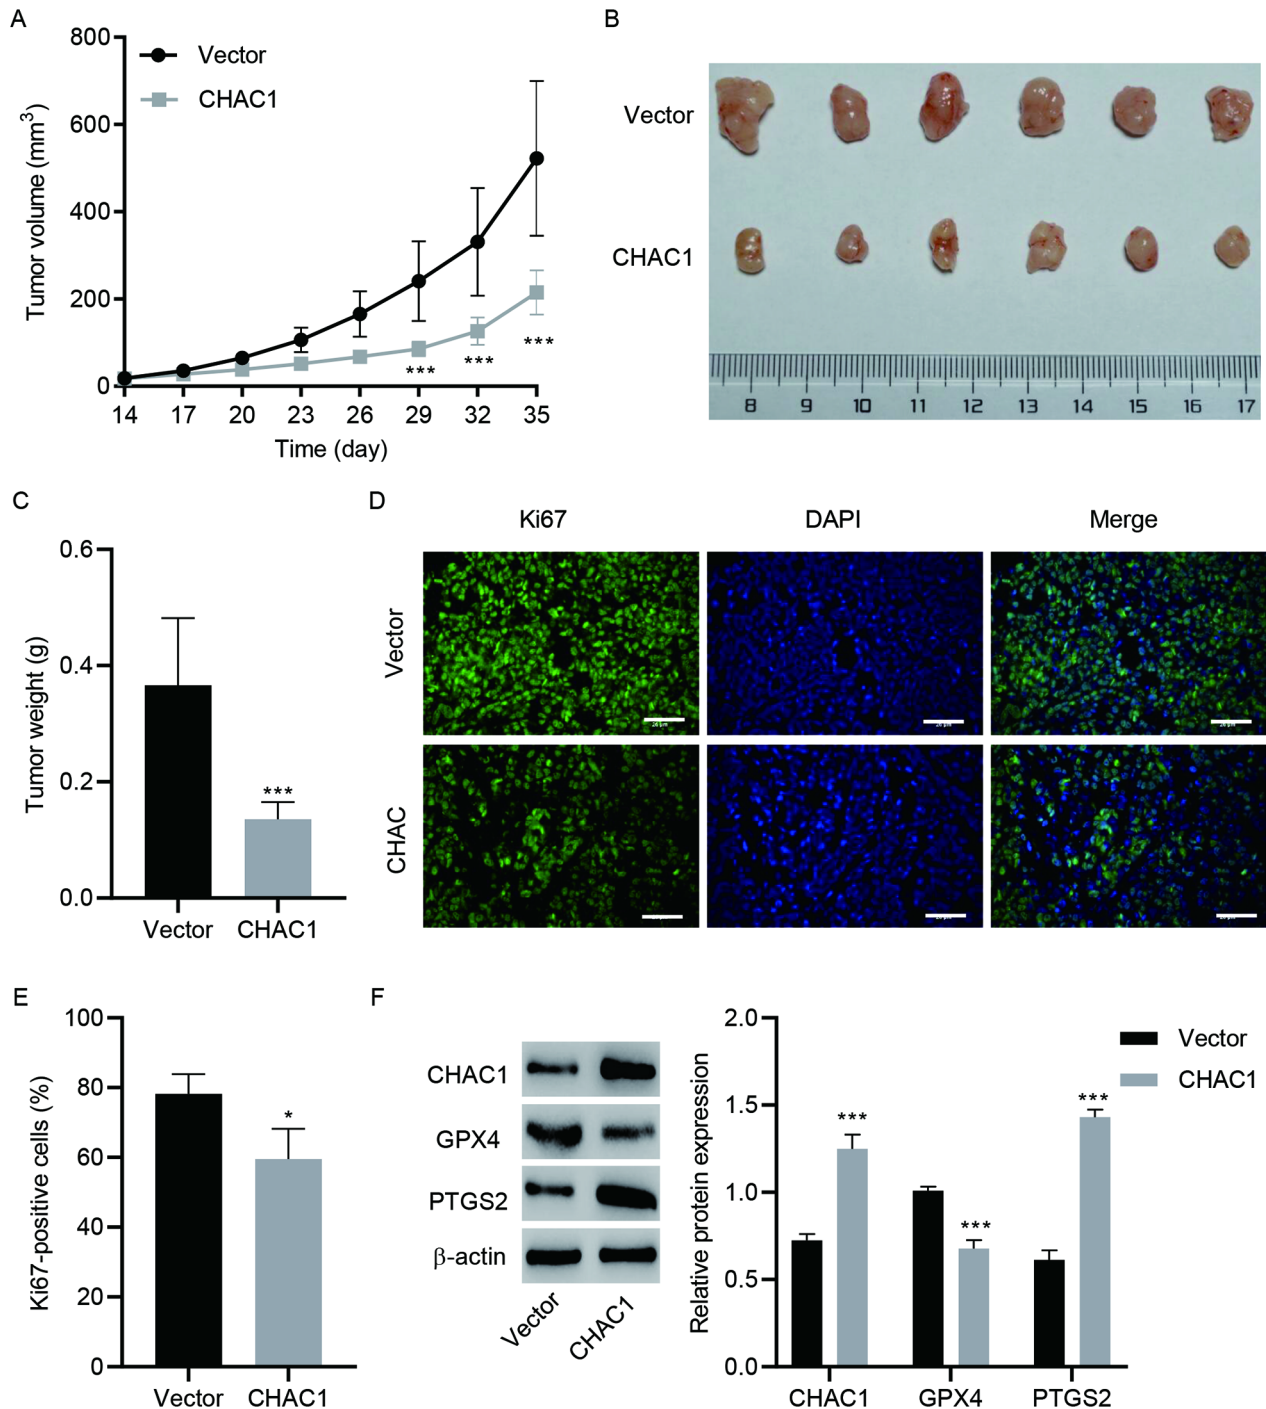 A
800
600
400
200
0
Tumor volume (mm3)
Vector
CHAC1
***
***
***
14 17 20 23 26 29 32 35
Time (day)
B
Vector
CHAC1
8 9 10 11 12 13 14 15 16 17
C
0.6
0.4
0.2
0.0
Tumor weight (g)
***
Vector CHAC1
D
Ki67 DAPI Merge
Vector
CHAC
E
100
80
60
40
20
0
Ki67-positive cells (%)
*
Vector CHAC1
F
CHAC1
GPX4
PTGS2
β-actin
Vector CHAC1
2.0
1.5
1.0
0.5
0.0
Relative protein expression
Vector
CHAC1
***
***
***
CHAC1 GPX4 PTGS2